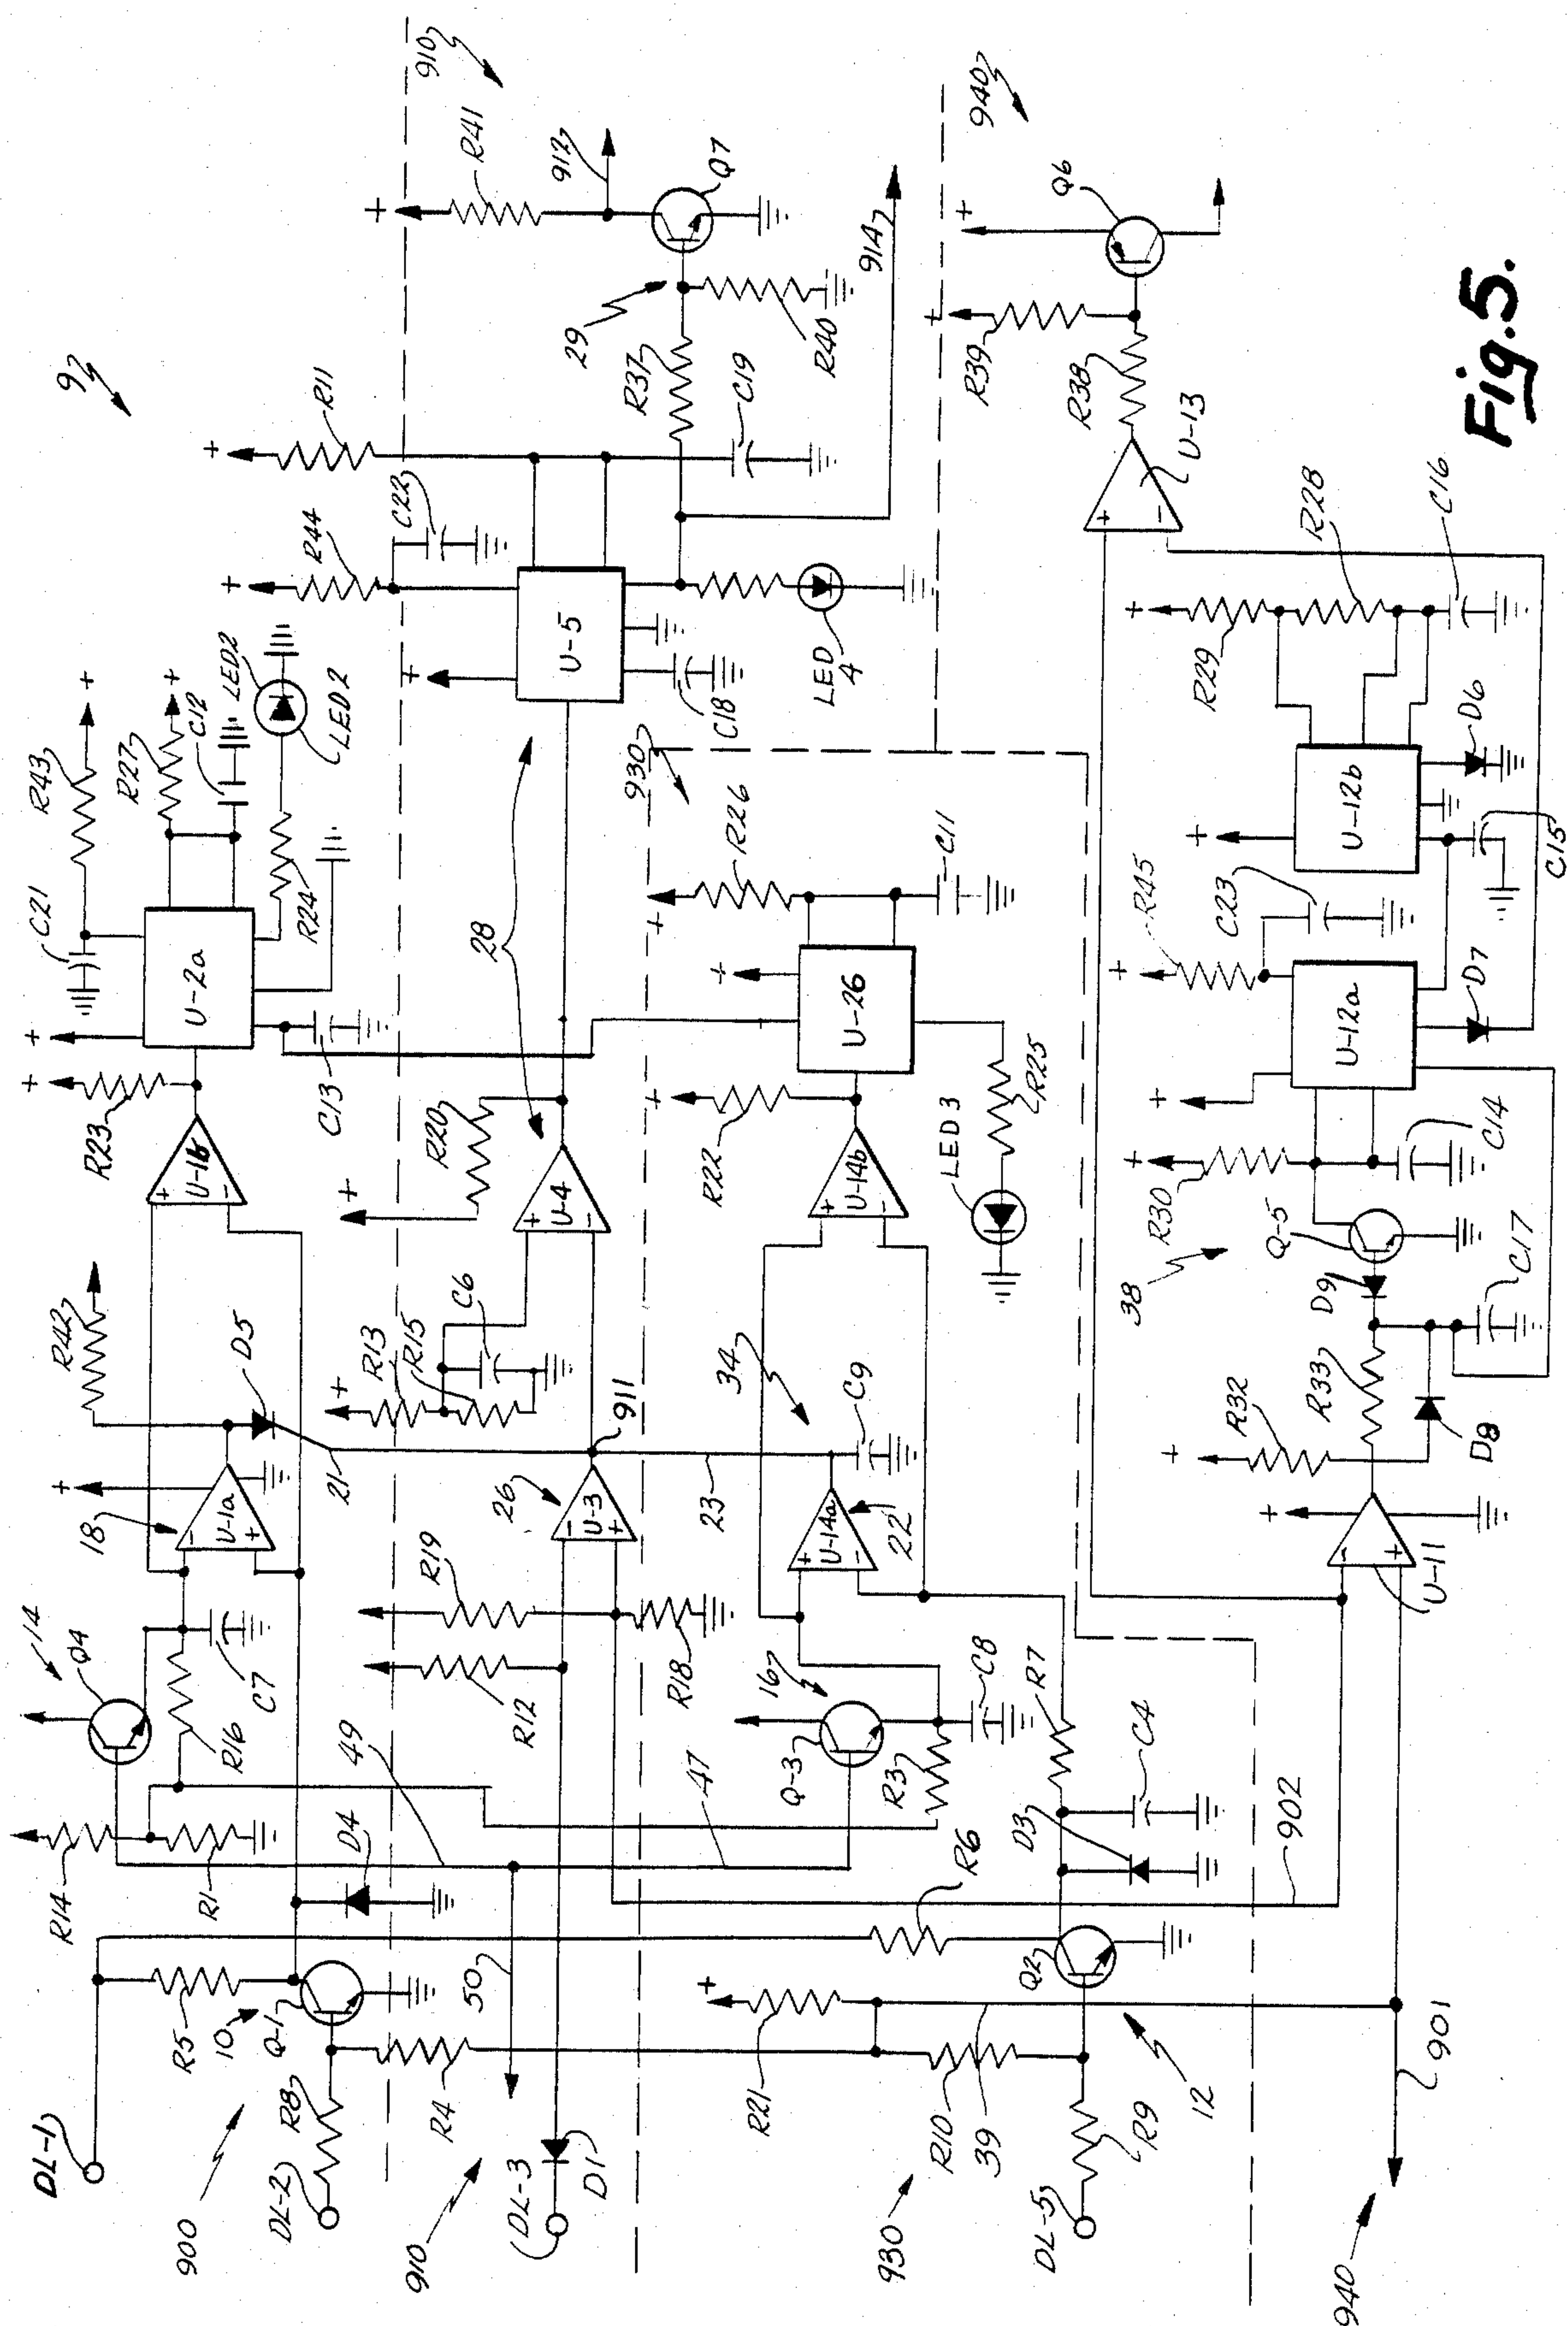 97
910
R41
912
Q7
29
R40
R37
914
C19
R11
R44
C22
U-5
C18
LED
4
940
Q6
R39
R38
U-13
R43
C21
R27
C12
LED2
LED2
R24
U-2a
C13
R23
U-1b
+
-
28
R20
U-4
+
-
930
R26
C11
U-26
R22
LED 3
R25
U-14b
+
-
R28
C16
R29
D6
U-12b
C15
C23
R45
U-12a
D7
C14
R30
Q-5
38
D9
C17
R33
R32
D8
U-11
-
+
R42
D5
21
18
U-1a
-
+
R13
R15
C6
911
26
U-3
-
+
34
C9
23
U-14a
+
-
22
14
Q4
C7
R16
R19
R12
R18
16
Q-3
C8
R3
R7
C4
D3
902
49
47
R14
R1
D4
R6
DL-1
R5
10
Q-1
50
Q2
R21
R8
R4
R10
39
12
R9
901
DL-2
DL-3
D1
DL-5
900
910
930
940
Fig. 5.